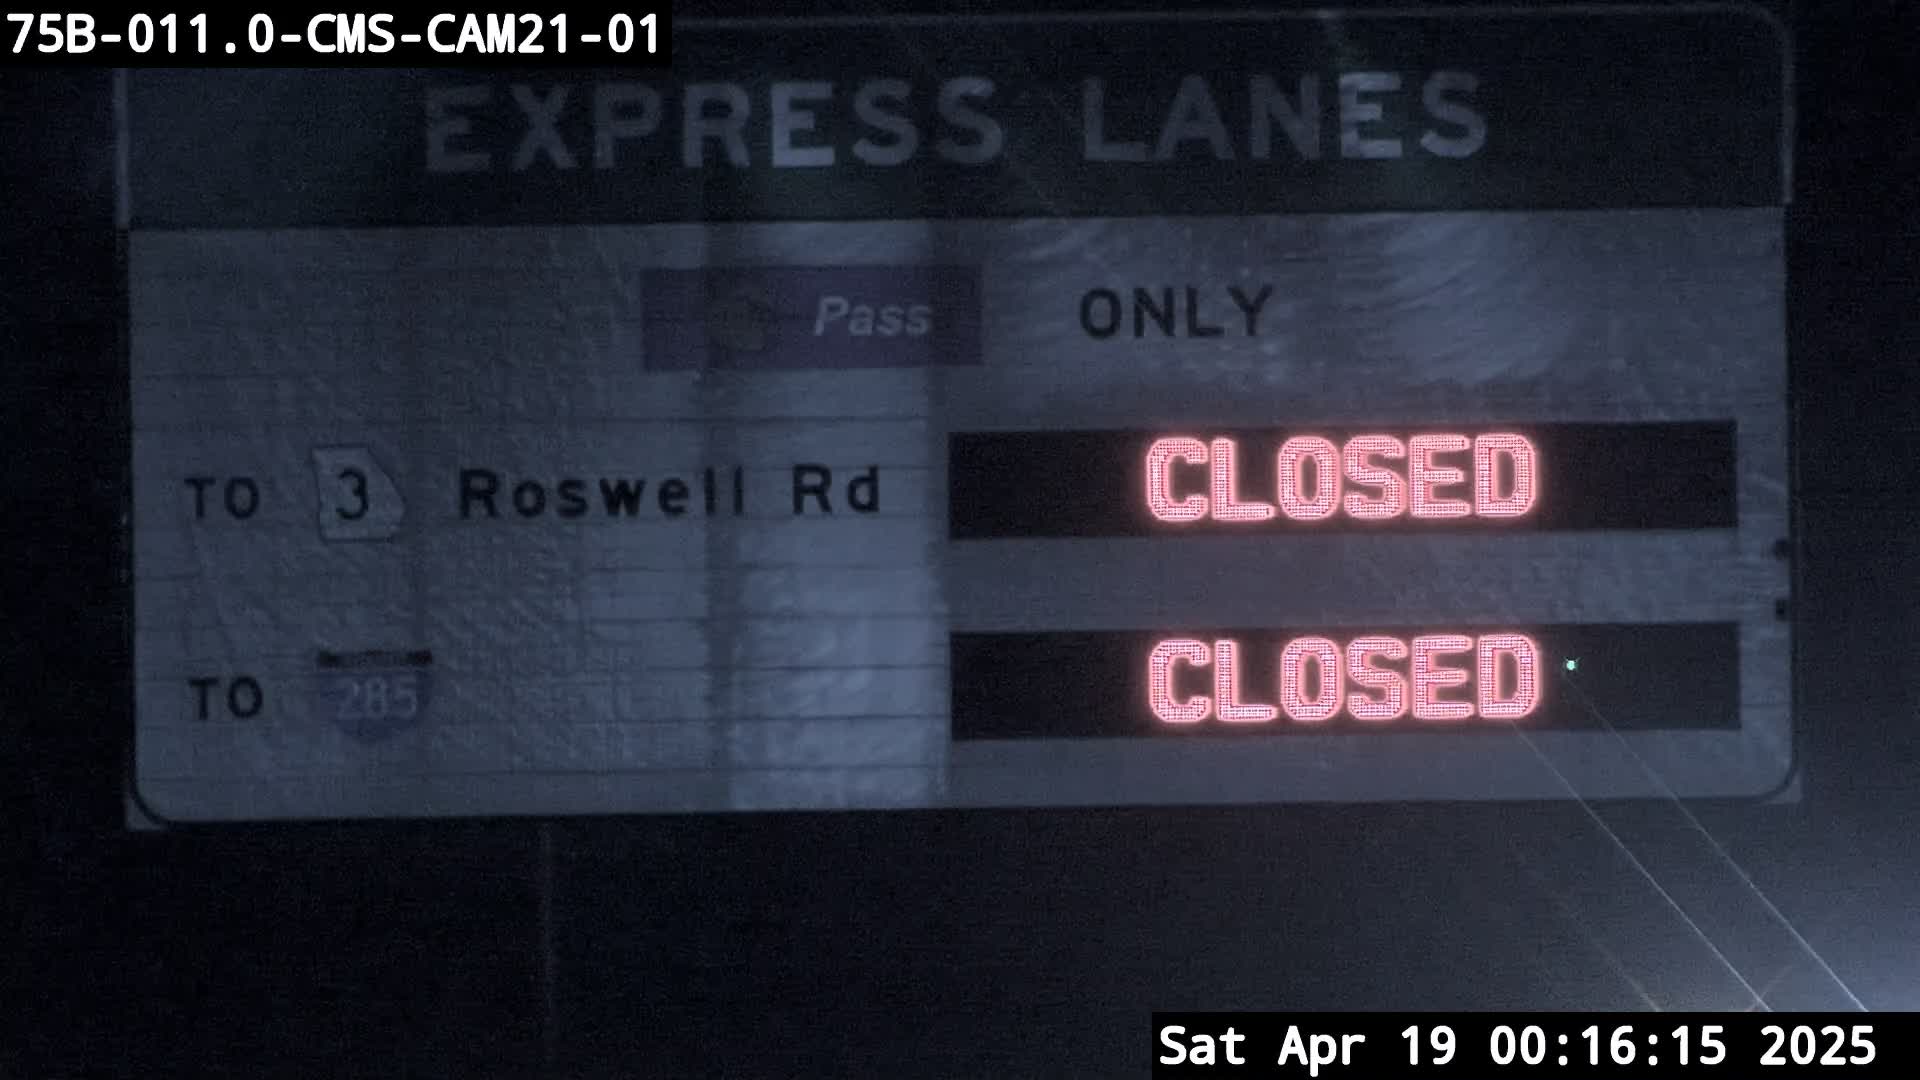 75B-011.0-CMS-CAM21-01
EXPRESS LANES
Pass ONLY
TO 3 Roswell Rd CLOSED
TO 285 CLOSED
Sat Apr 19 00:16:15 2025